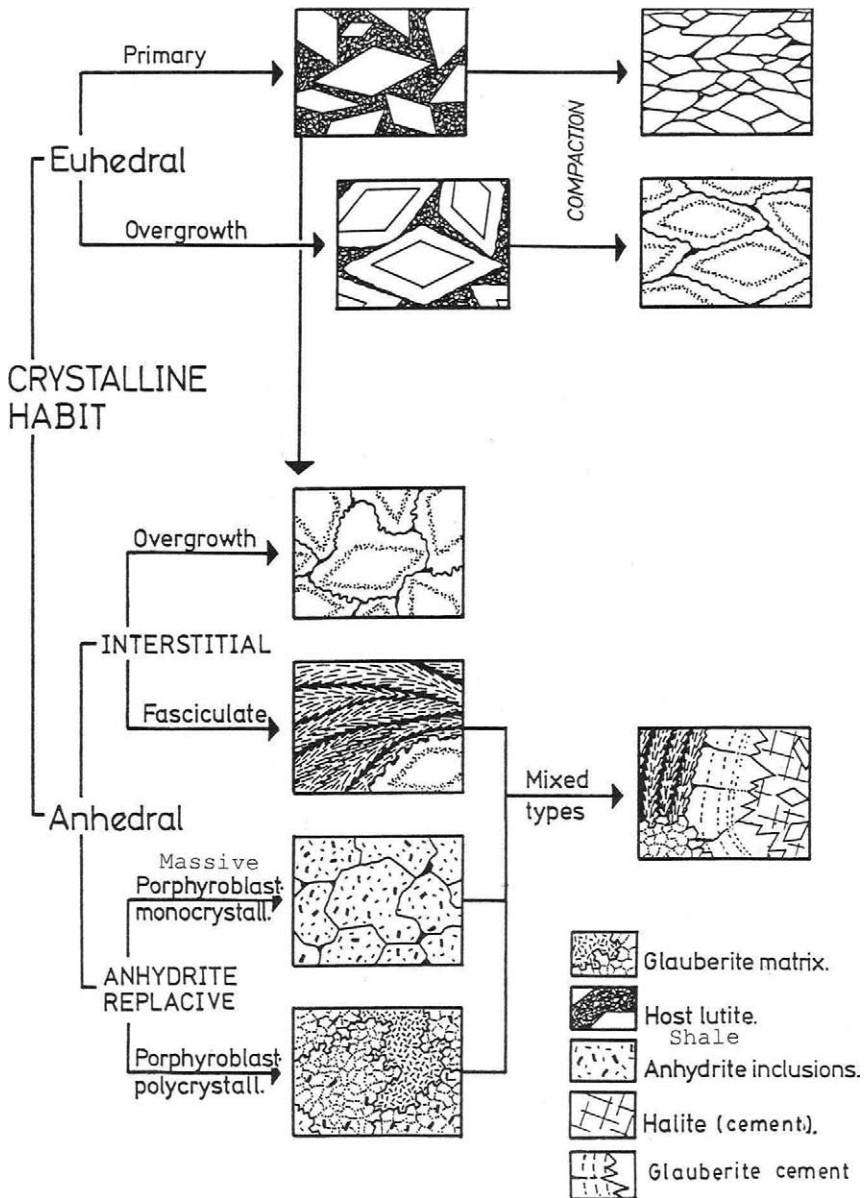 Primary
Euhedral
COMPACTION
Overgrowth
CRYSTALLINE
HABIT
Overgrowth
INTERSTITIAL
Fasciculate
Mixed
types
Anhedral
Massive
Porphyroblast.
monocrystall.
ANHYDRITE
REPLACIVE
Porphyroblast
polycrystall.
Glauberite matrix.
Host lutite.
Shale
Anhydrite inclusions.
Halite (cement).
Glauberite cement